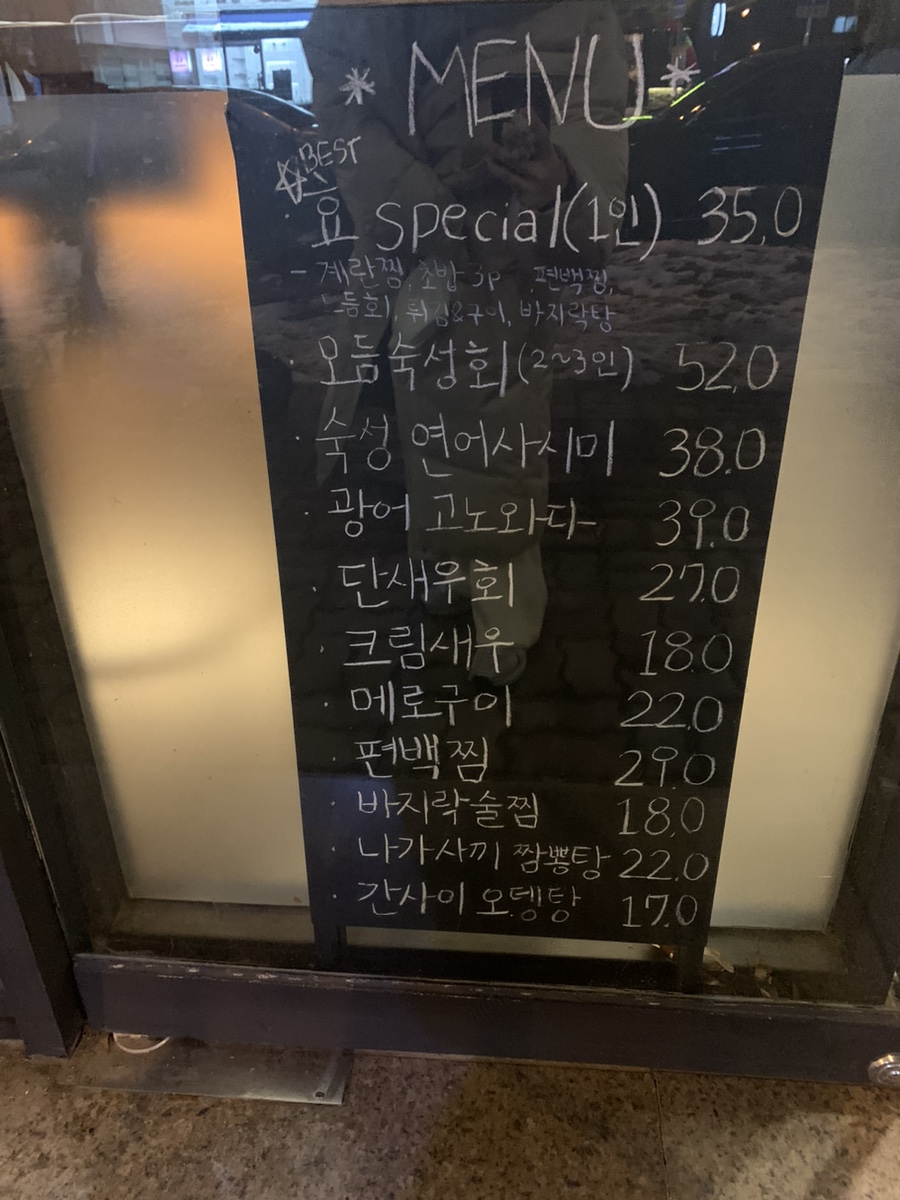 * MENU *
☆BEST
· 요 special(1인) 35.0
- 계란찜, 초밥 3p 편백찜,
모듬회, 튀김&구이, 바지락탕
· 모듬숙성회(2~3인) 52.0
· 숙성 연어사시미 38.0
· 광어 고노와다 39.0
· 단새우회 27.0
· 크림새우 18.0
· 메로구이 22.0
· 편백찜 29.0
· 바지락술찜 18.0
· 나가사끼 짬뽕탕 22.0
· 간사이 오뎅탕 17.0